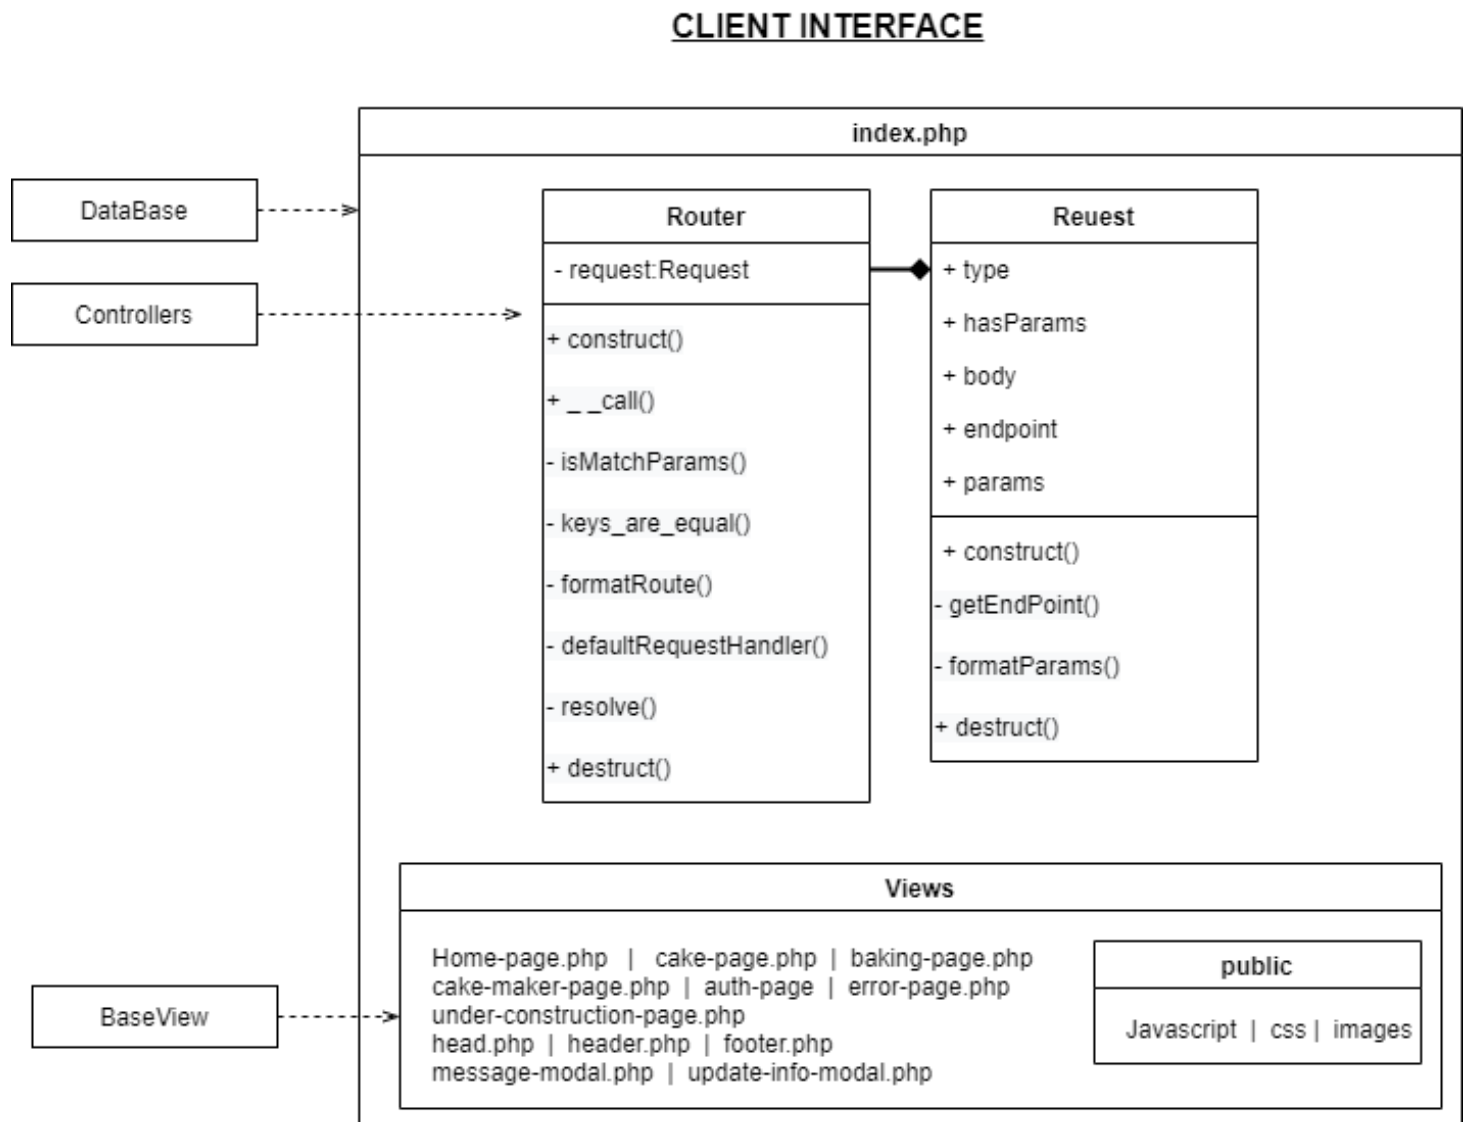 CLIENT INTERFACE
index.php
DataBase
Controllers
Router
- request:Request
+ construct()
+ _ _call()
- isMatchParams()
- keys_are_equal()
- formatRoute()
- defaultRequestHandler()
- resolve()
+ destruct()
Reuest
+ type
+ hasParams
+ body
+ endpoint
+ params
+ construct()
- getEndPoint()
- formatParams()
+ destruct()
BaseView
Views
Home-page.php | cake-page.php | baking-page.php
cake-maker-page.php | auth-page | error-page.php
under-construction-page.php
head.php | header.php | footer.php
message-modal.php | update-info-modal.php
public
Javascript | css | images